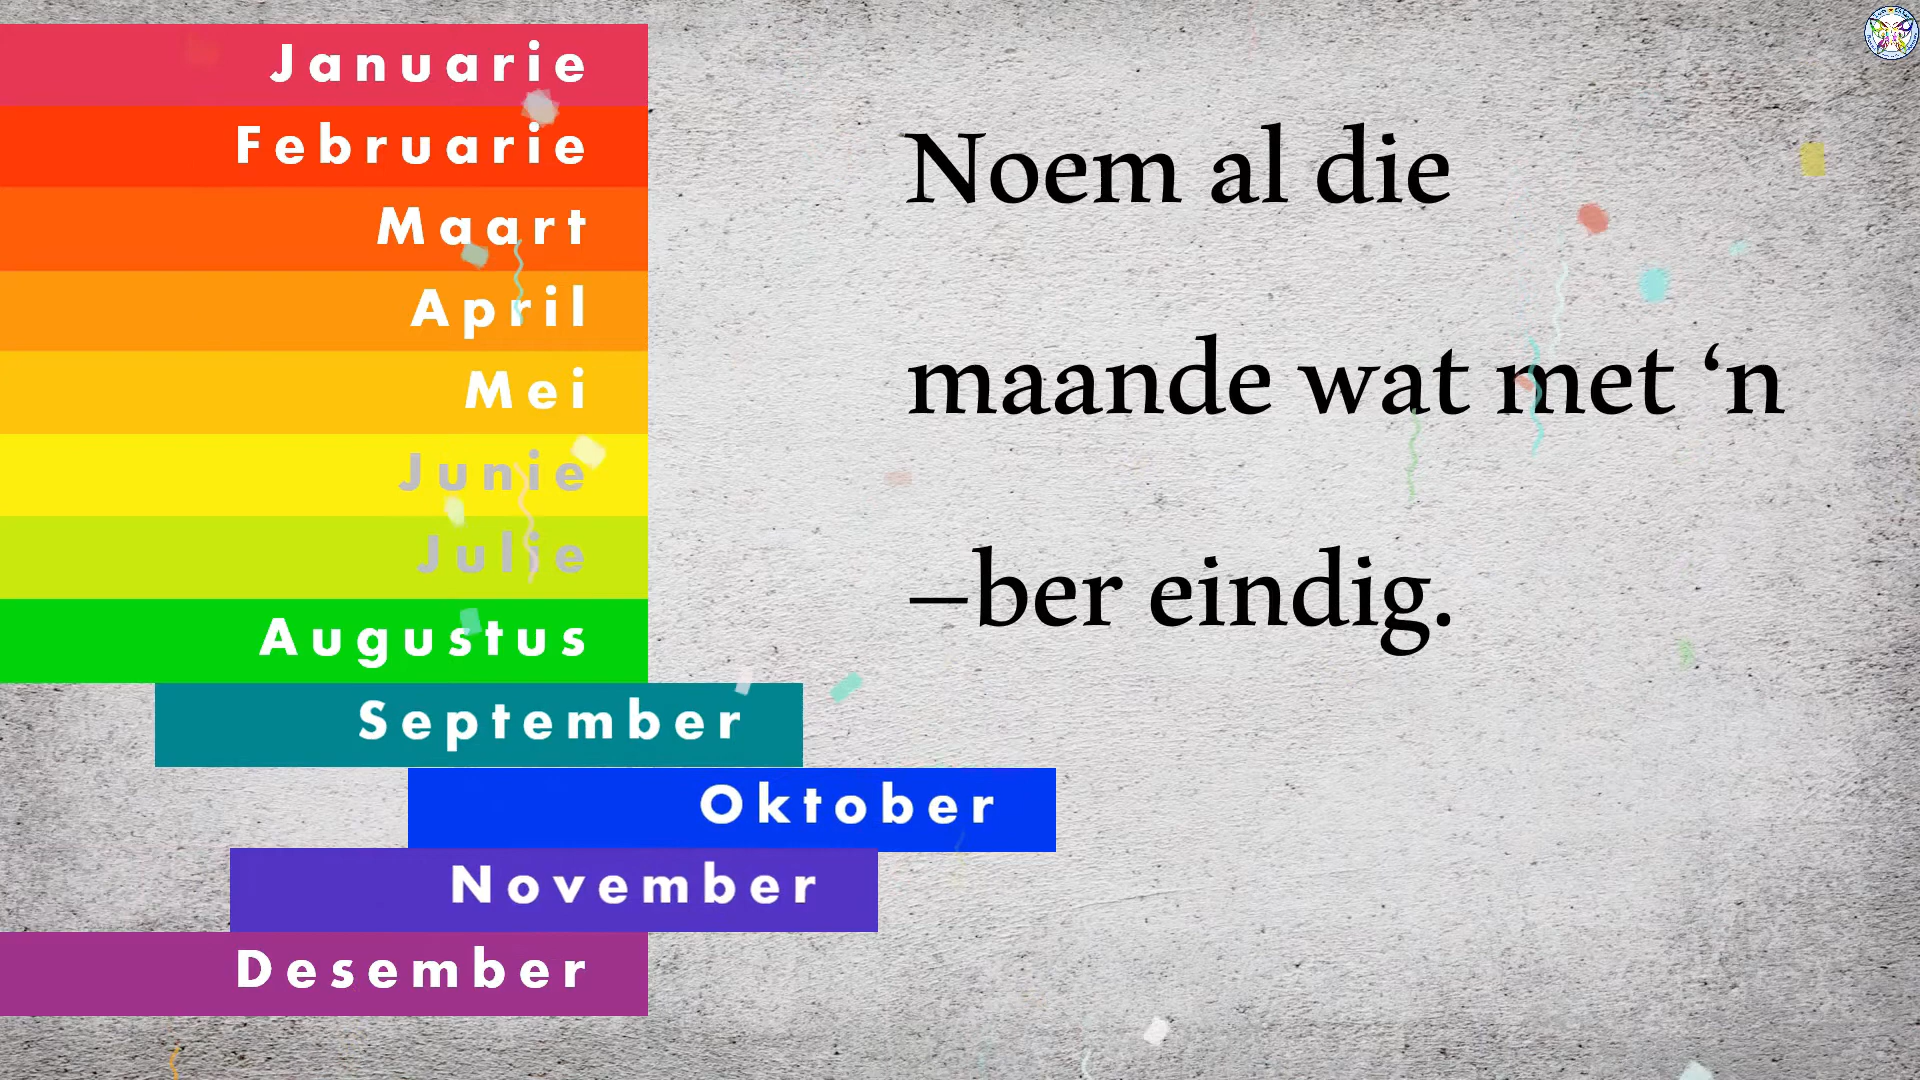 Januarie
Februarie
Maart
April
Mei
Junie
Julie
Augustus
September
Oktober
November
Desember
Noem al die
maande wat met ‘n
–ber eindig.